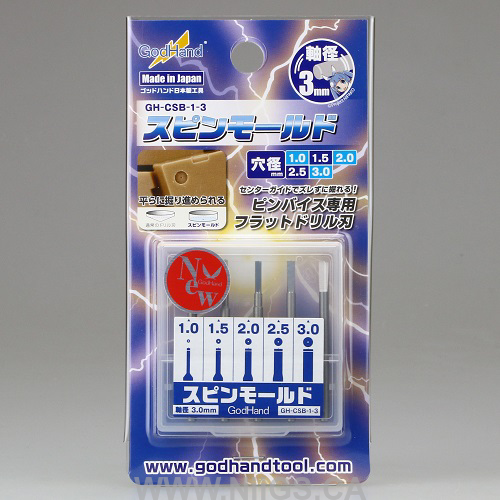 GodHand
軸径
3mm
Made in Japan
ゴッドハンド日本製工具
GH-CSB-1-3
スピンモールド
穴径
mm
1.0 1.5 2.0
2.5 3.0
平らに掘り進められる
スピンモールド
センターガイドでズレずに掘れる!
ピンバイス専用
フラットドリル刃
New
GodHand
1.0 1.5 2.0 2.5 3.0
スピンモールド
軸径 3.0mm GodHand GH-CSB-1-3
www.godhandtool.com
WWW.NIIGS.CA